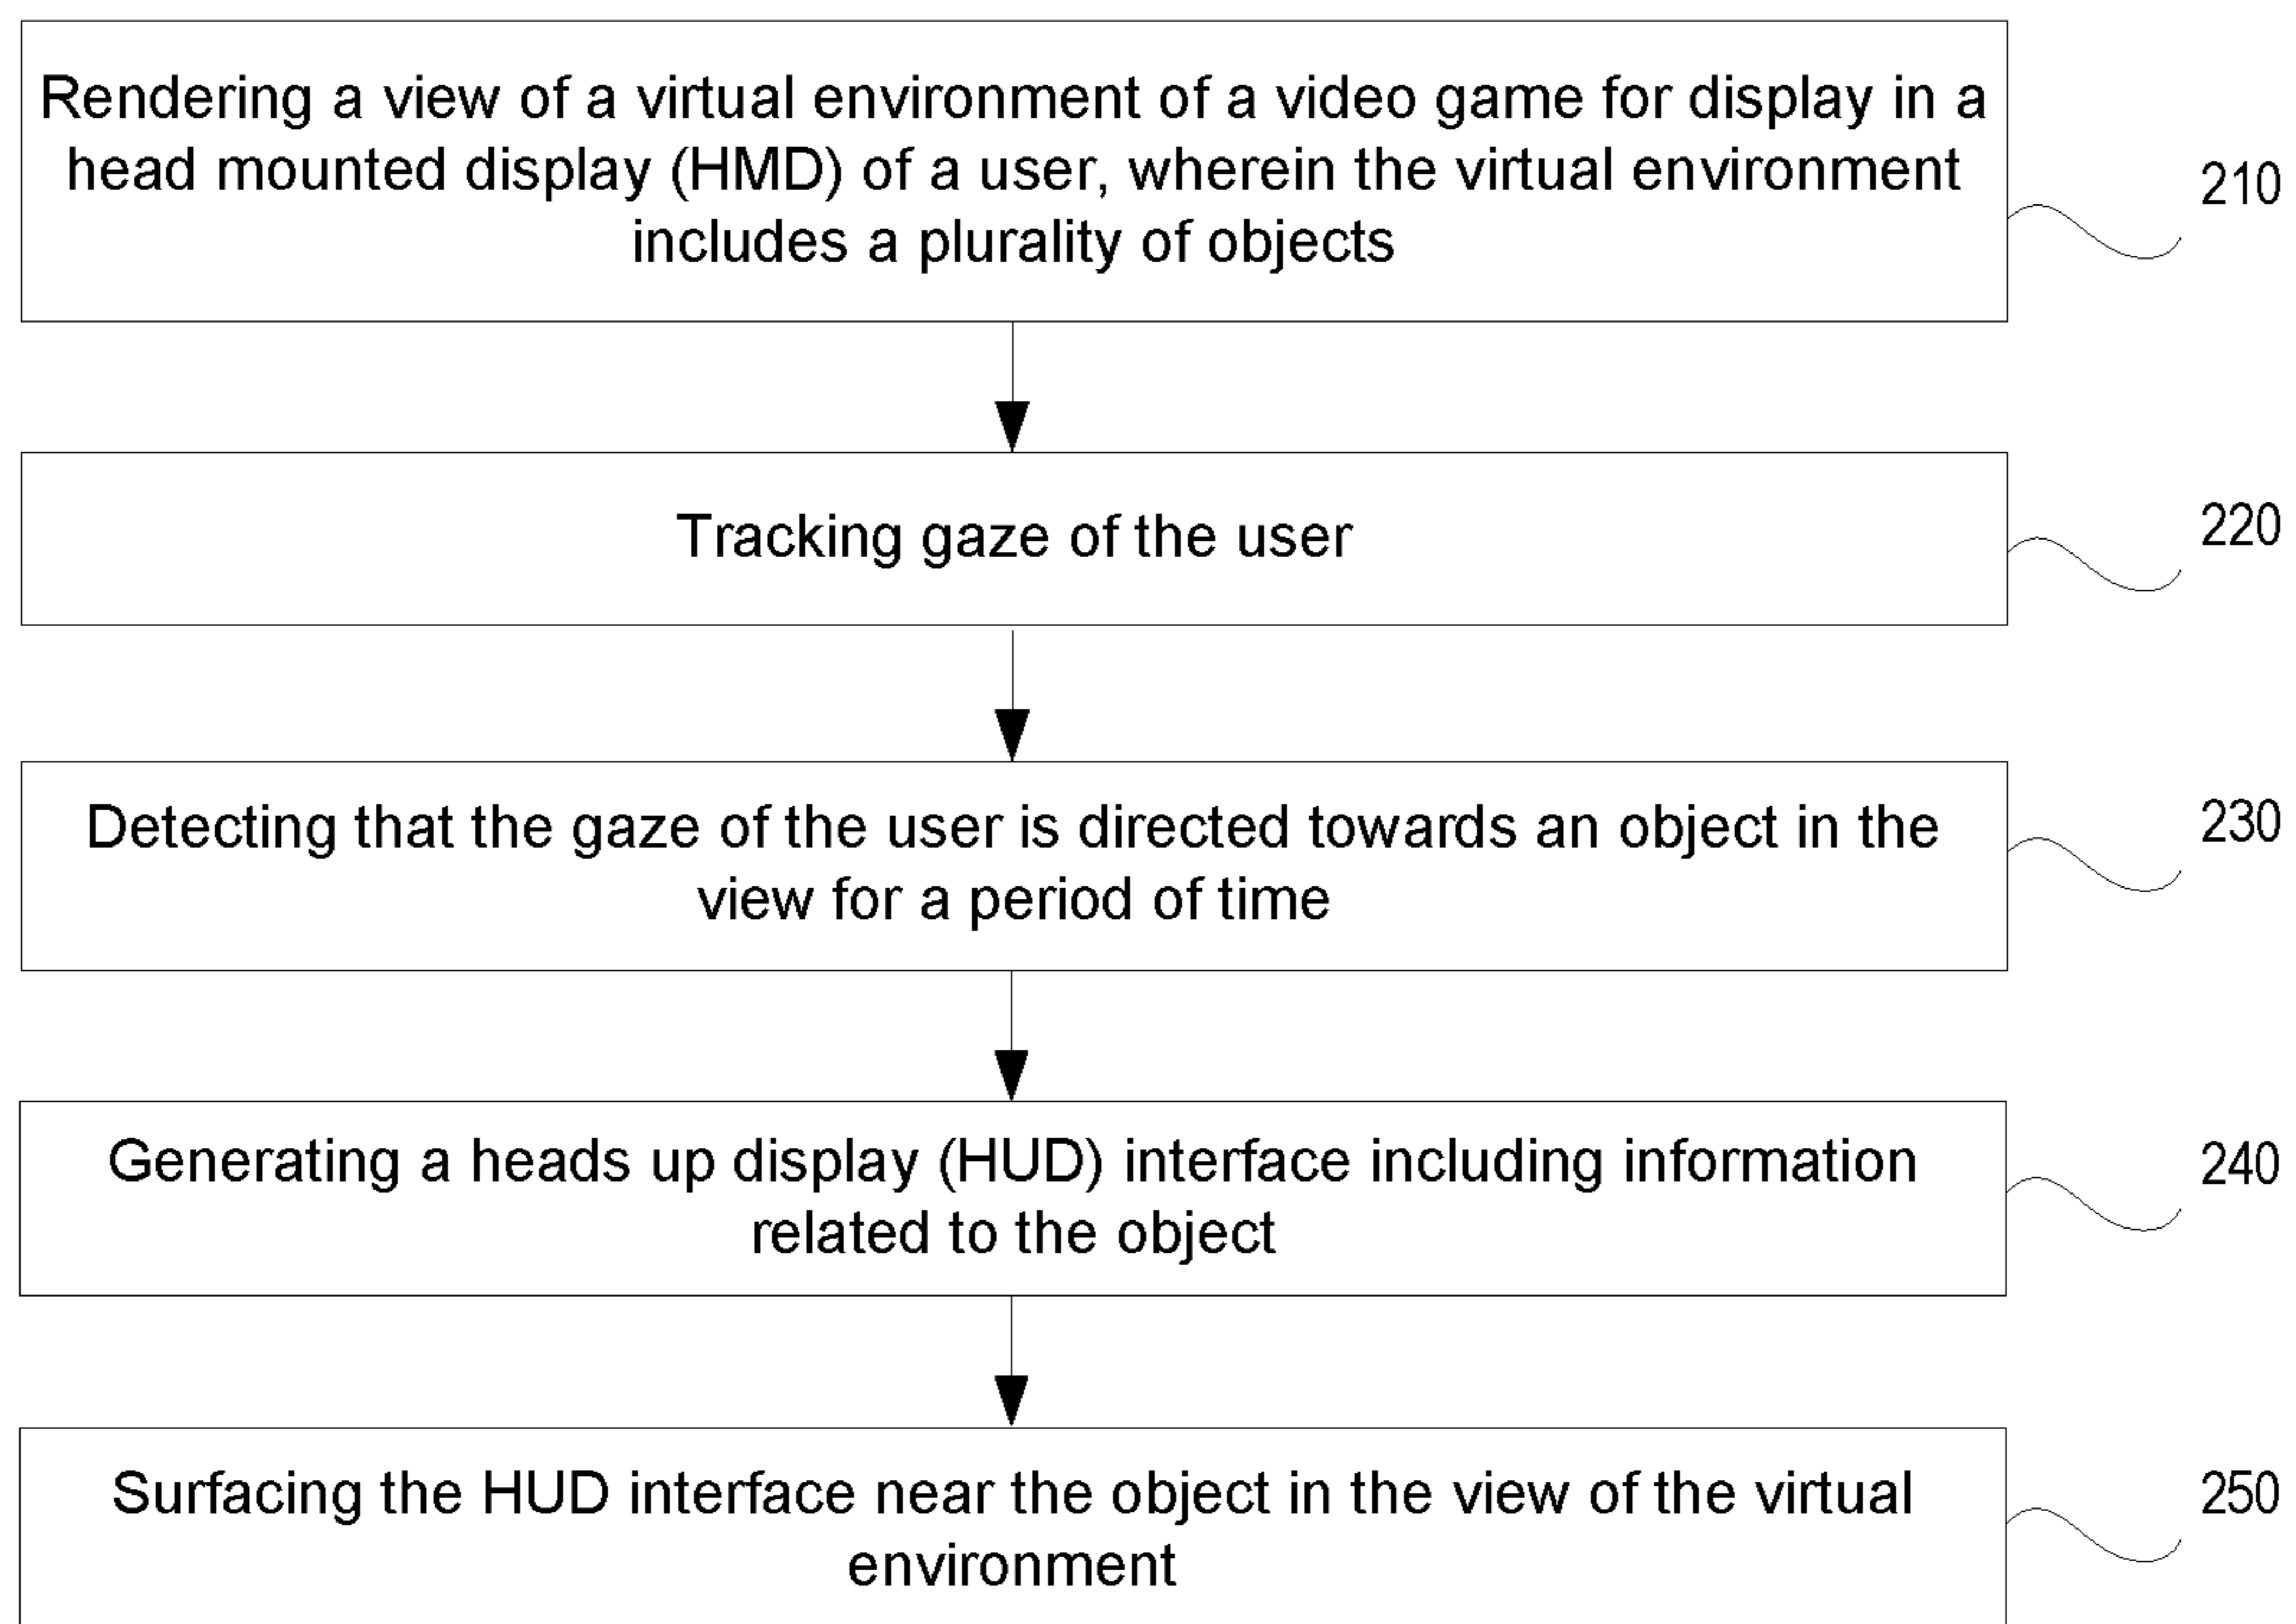 Rendering a view of a virtual environment of a video game for display in a
head mounted display (HMD) of a user, wherein the virtual environment
includes a plurality of objects
210
Tracking gaze of the user
220
Detecting that the gaze of the user is directed towards an object in the
view for a period of time
230
Generating a heads up display (HUD) interface including information
related to the object
240
Surfacing the HUD interface near the object in the view of the virtual
environment
250